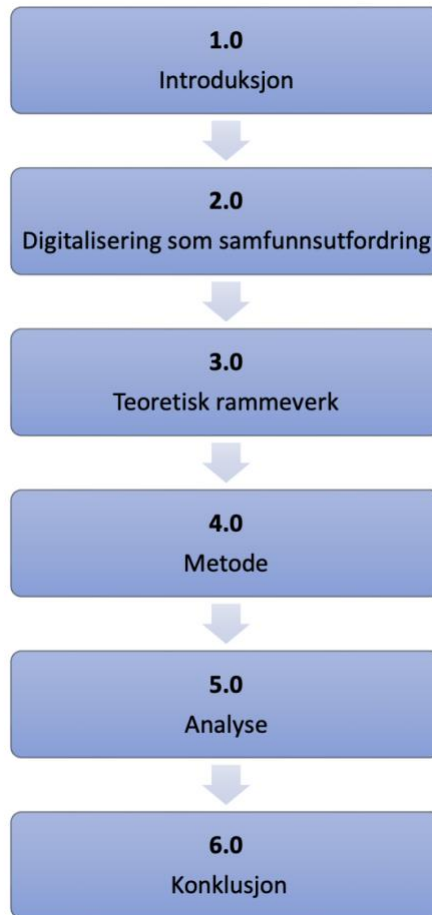 1.0
Introduksjon
2.0
Digitalisering som samfunnsutfordring
3.0
Teoretisk rammeverk
4.0
Metode
5.0
Analyse
6.0
Konklusjon